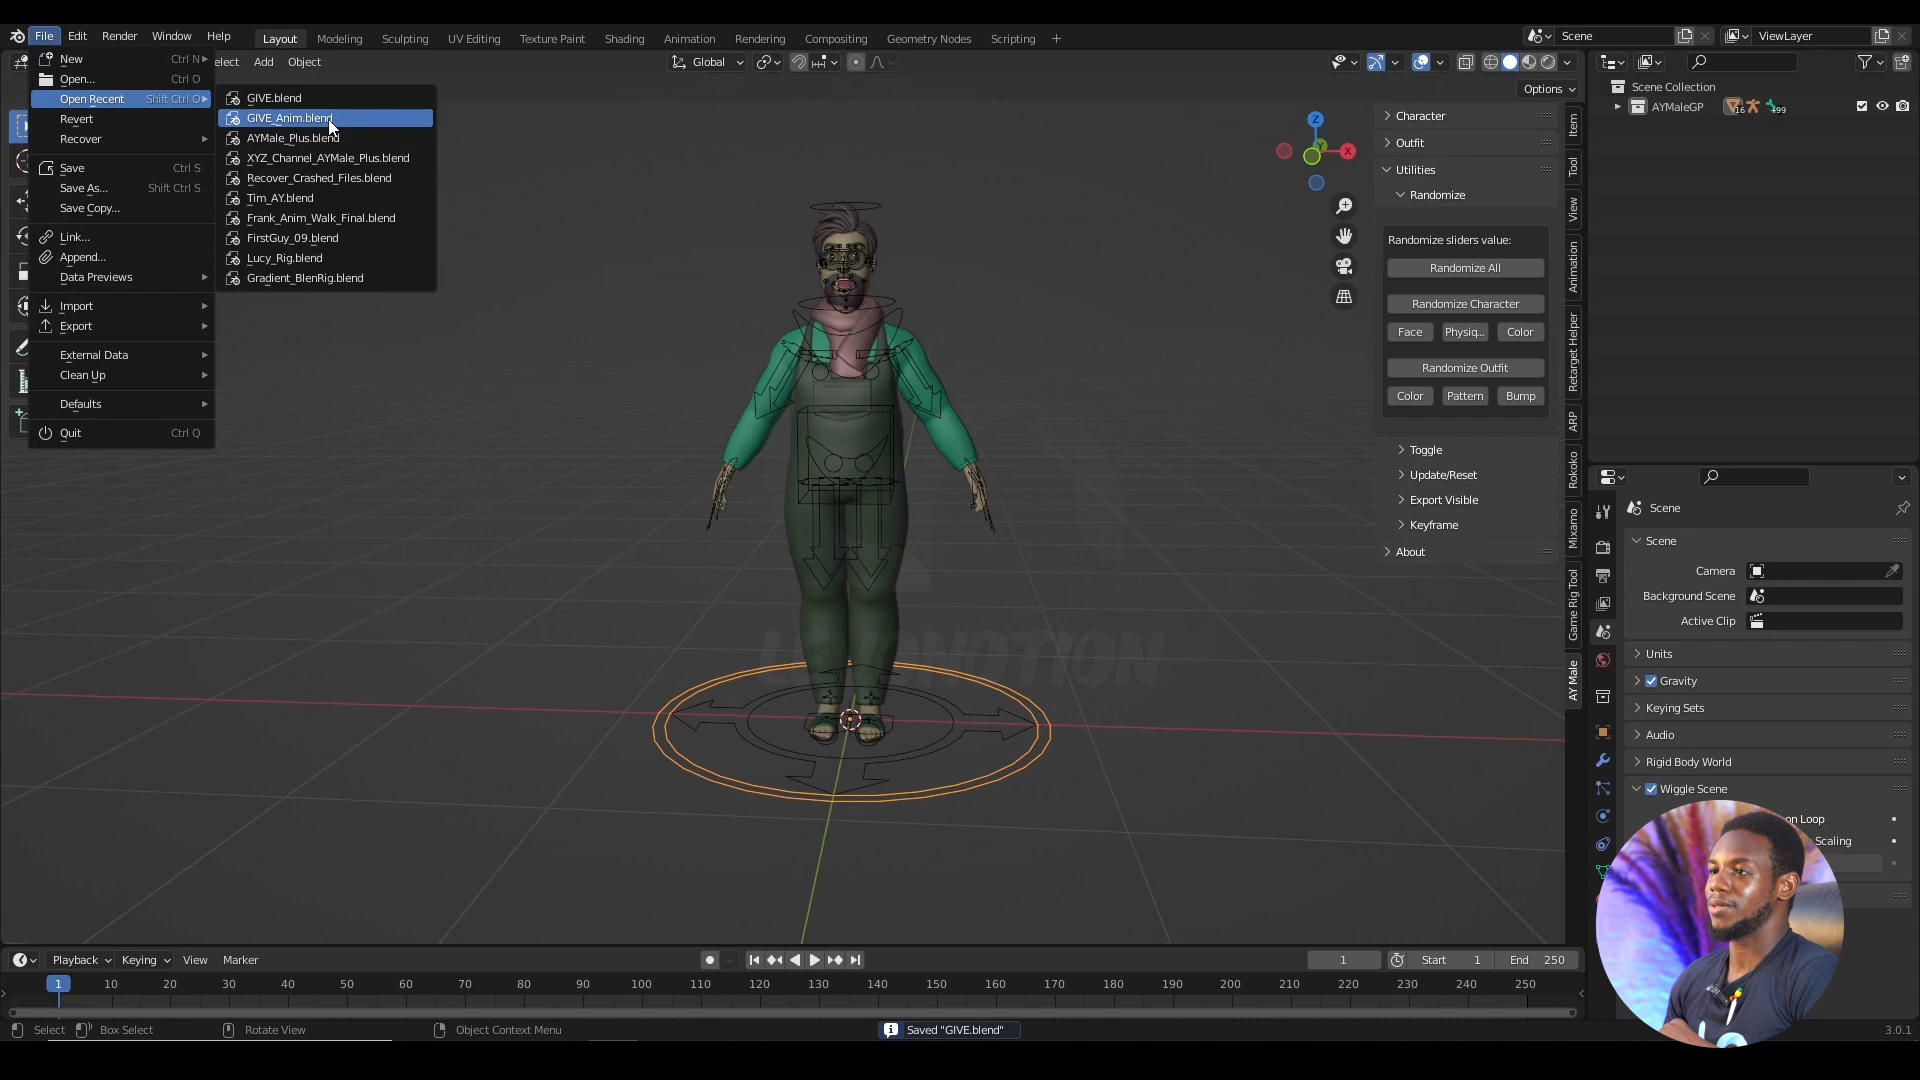 File Edit Render Window Help Layout Modeling Sculpting UV Editing Texture Paint Shading Animation Rendering Compositing Geometry Nodes Scripting + Scene ViewLayer
New Ctrl N
elect Add Object Global
Open... Ctrl O
Options
Open Recent Shift Ctrl O
Revert
Recover
Save Ctrl S
Save As... Shift Ctrl S
Save Copy...
Link...
Append...
Data Previews
Import
Export
External Data
Clean Up
Defaults
Quit Ctrl Q
GIVE.blend
GIVE_Anim.blend
AYMale_Plus.blend
XYZ_Channel_AYMale_Plus.blend
Recover_Crashed_Files.blend
Tim_AY.blend
Frank_Anim_Walk_Final.blend
FirstGuy_09.blend
Lucy_Rig.blend
Gradient_BlenRig.blend
Z
Y
X
Character
Outfit
Utilities
Randomize
Randomize sliders value:
Randomize All
Randomize Character
Face Physiq... Color
Randomize Outfit
Color Pattern Bump
Toggle
Update/Reset
Export Visible
Keyframe
About
Item
Tool
View
Animation
Retarget Helper
ARP
Rokoko
Mixamo
Game Rig Tool
AY Male
Scene Collection
AYMaleGP 16 +99
Scene
Scene
Camera
Background Scene
Active Clip
Units
Gravity
Keying Sets
Audio
Rigid Body World
Wiggle Scene
on Loop
Scaling
Playback Keying View Marker 1 Start 1 End 250
1 10 20 30 40 50 60 70 80 90 100 110 120 130 140 150 160 170 180 190 200 210 220 230 240 250
Select Box Select Rotate View Object Context Menu Saved "GIVE.blend" 3.0.1